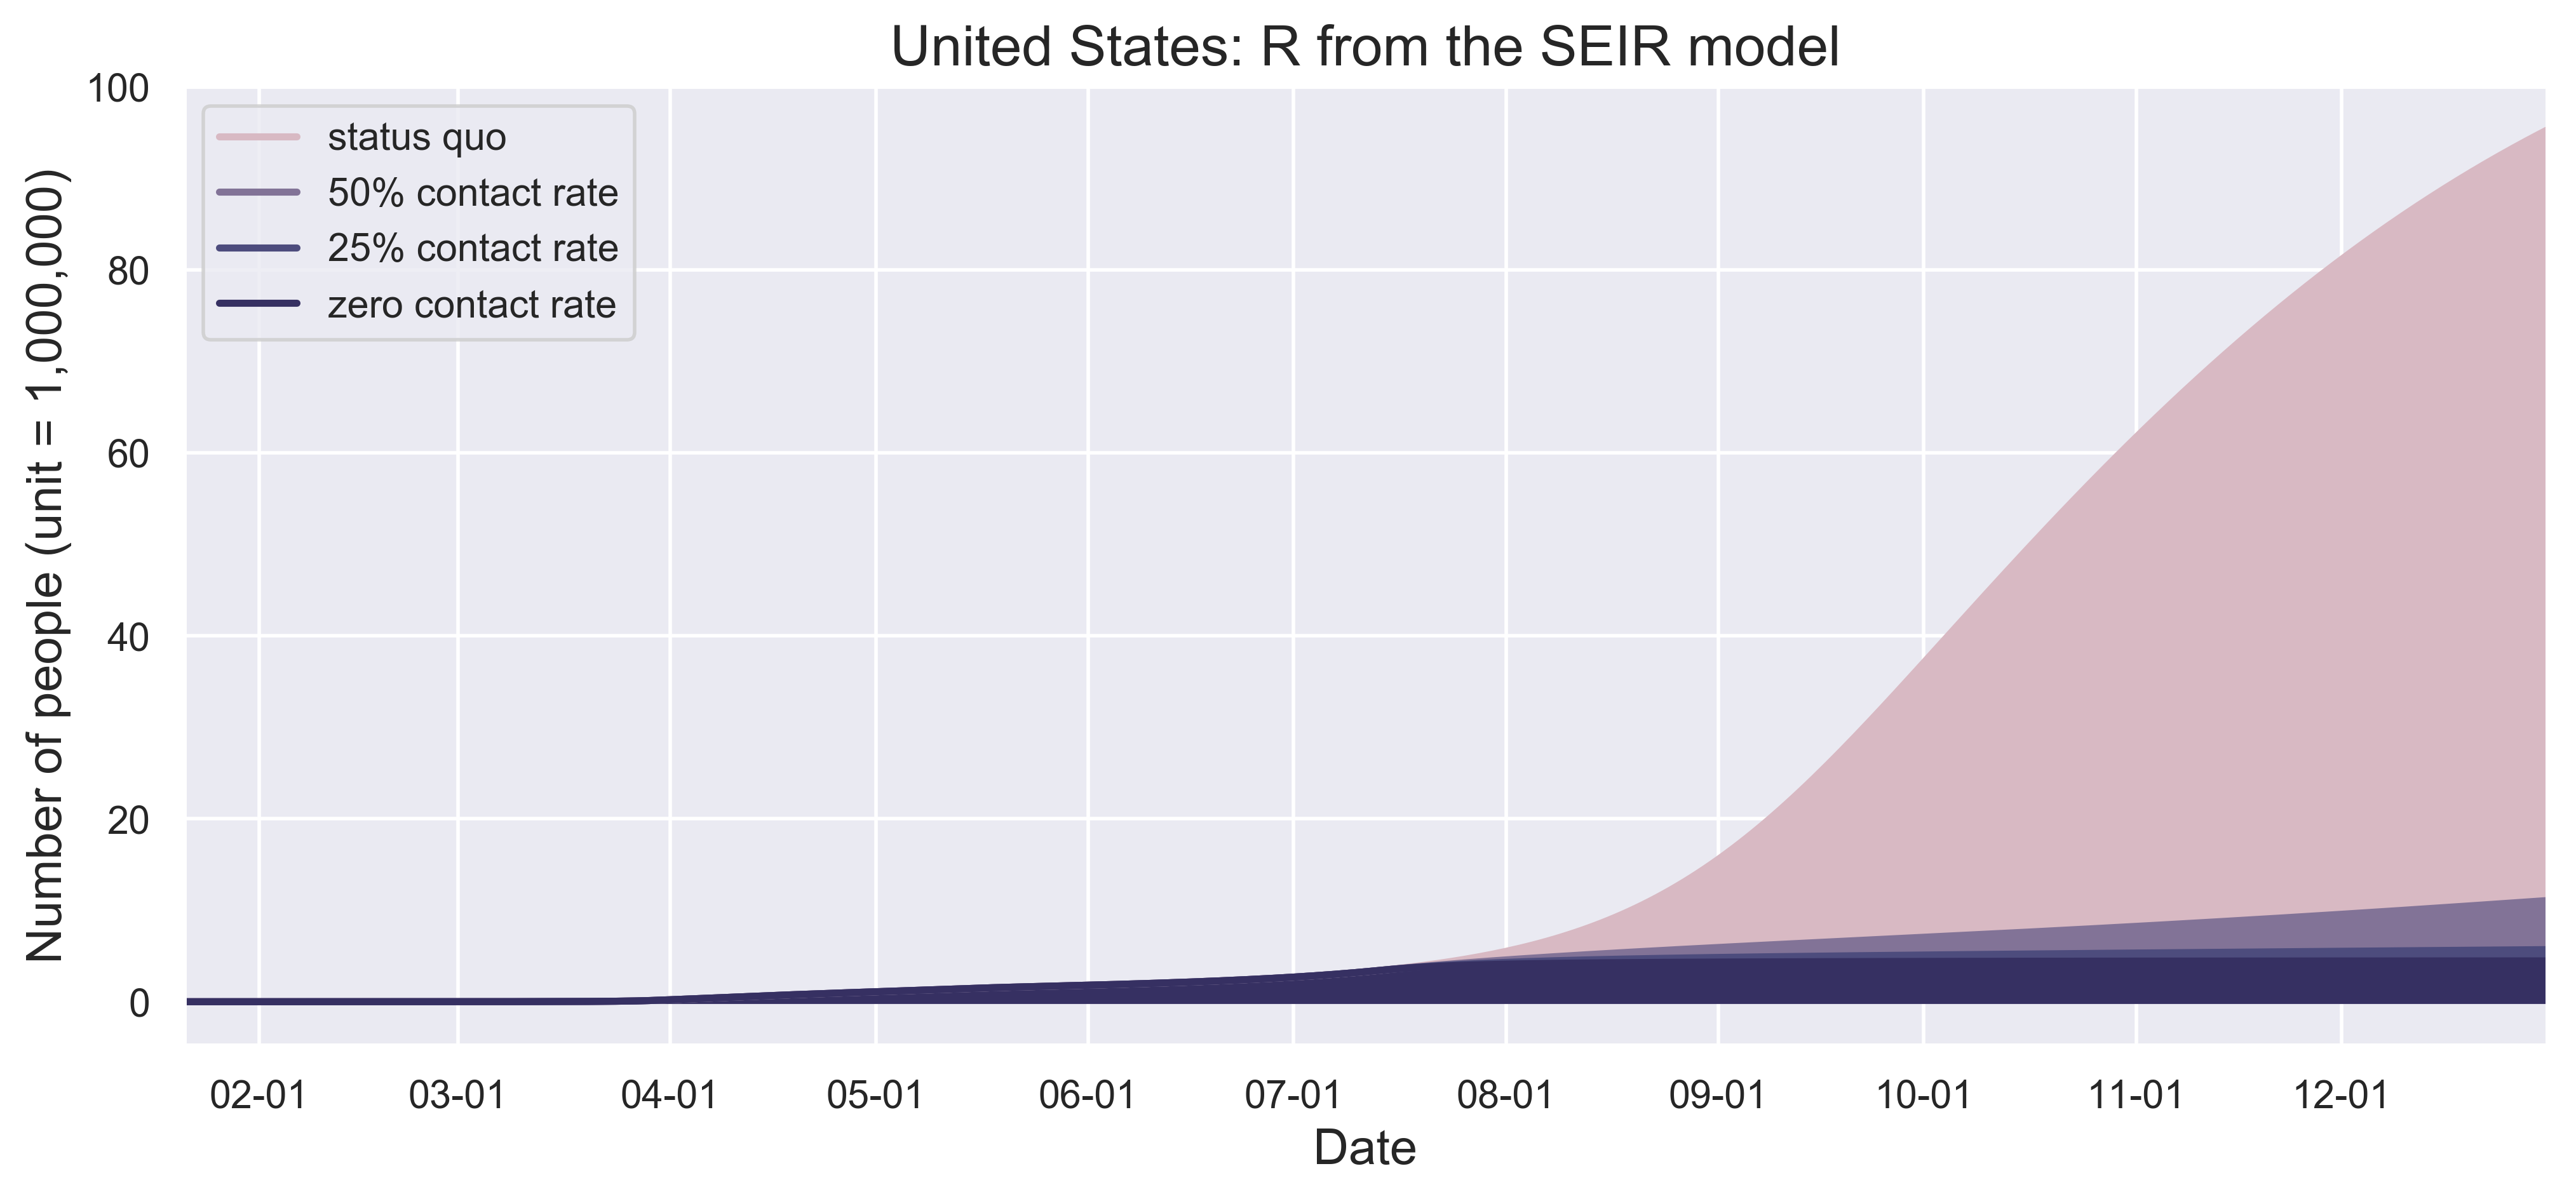 United States: R from the SEIR model
100
80
60
40
20
0
Number of people (unit = 1,000,000)
status quo
50% contact rate
25% contact rate
zero contact rate
02-01 03-01 04-01 05-01 06-01 07-01 08-01 09-01 10-01 11-01 12-01
Date